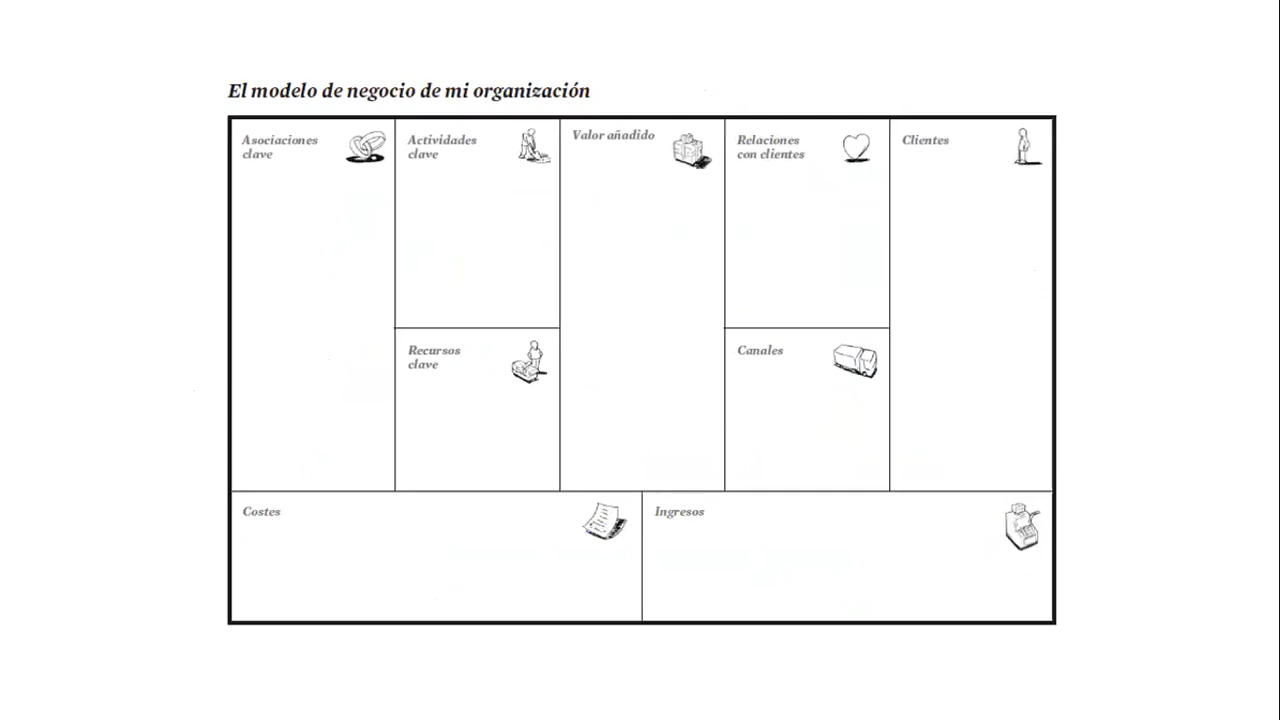 El modelo de negocio de mi organización
Asociaciones
clave
Actividades
clave
Valor añadido
Relaciones
con clientes
Clientes
Recursos
clave
Canales
Costes
Ingresos